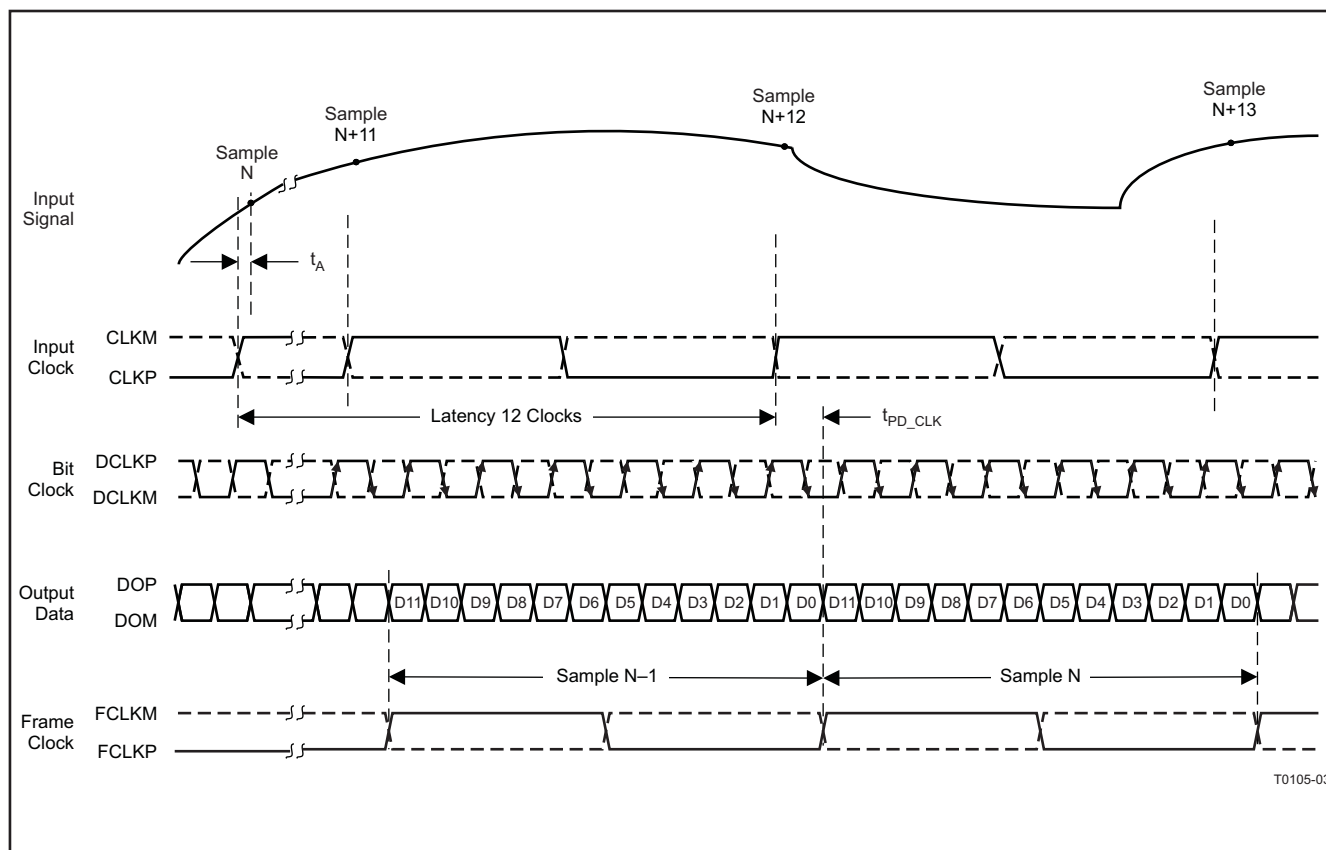 Sample
N
Sample
N+11
Sample
N+12
Sample
N+13
Input
Signal
tA
Input
Clock
CLKM
CLKP
Latency 12 Clocks
tPD_CLK
Bit
Clock
DCLKP
DCLKM
Output
Data
DOP
DOM
D11 D10 D9 D8 D7 D6 D5 D4 D3 D2 D1 D0 D11 D10 D9 D8 D7 D6 D5 D4 D3 D2 D1 D0
Sample N–1
Sample N
Frame
Clock
FCLKM
FCLKP
T0105-03